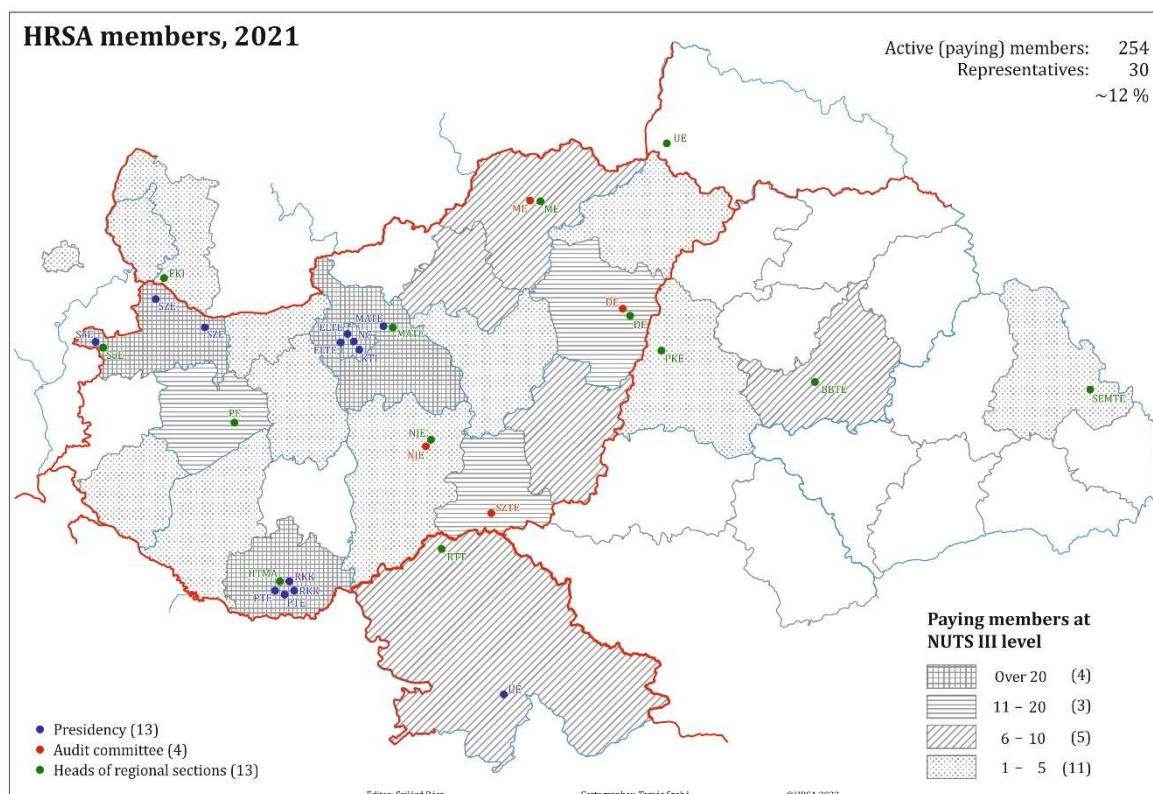 HRSA members, 2021
Active (paying) members: 254
Representatives: 30
~12 %
UE
ME
ME
FKI
SZE
SZE
SoE
SoE
MATE
MATE
ELTE
NG
ELTE
KTI
DE
DE
PKE
BBTE
SEMTE
PE
NJE
NJE
SZTE
RTT
HTMA
RKK
PTE
RKK
PTE
UE
Paying members at
NUTS III level
Over 20 (4)
11 – 20 (3)
6 – 10 (5)
1 – 5 (11)
Presidency (13)
Audit committee (4)
Heads of regional sections (13)